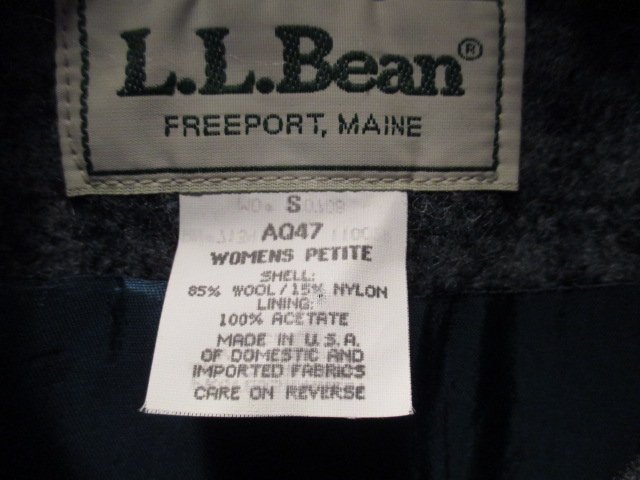 L.L.Bean®
FREEPORT, MAINE
S
AQ47
WOMENS PETITE
SHELL:
85% WOOL/15% NYLON
LINING:
100% ACETATE
MADE IN U.S.A.
OF DOMESTIC AND
IMPORTED FABRICS
CARE ON REVERSE